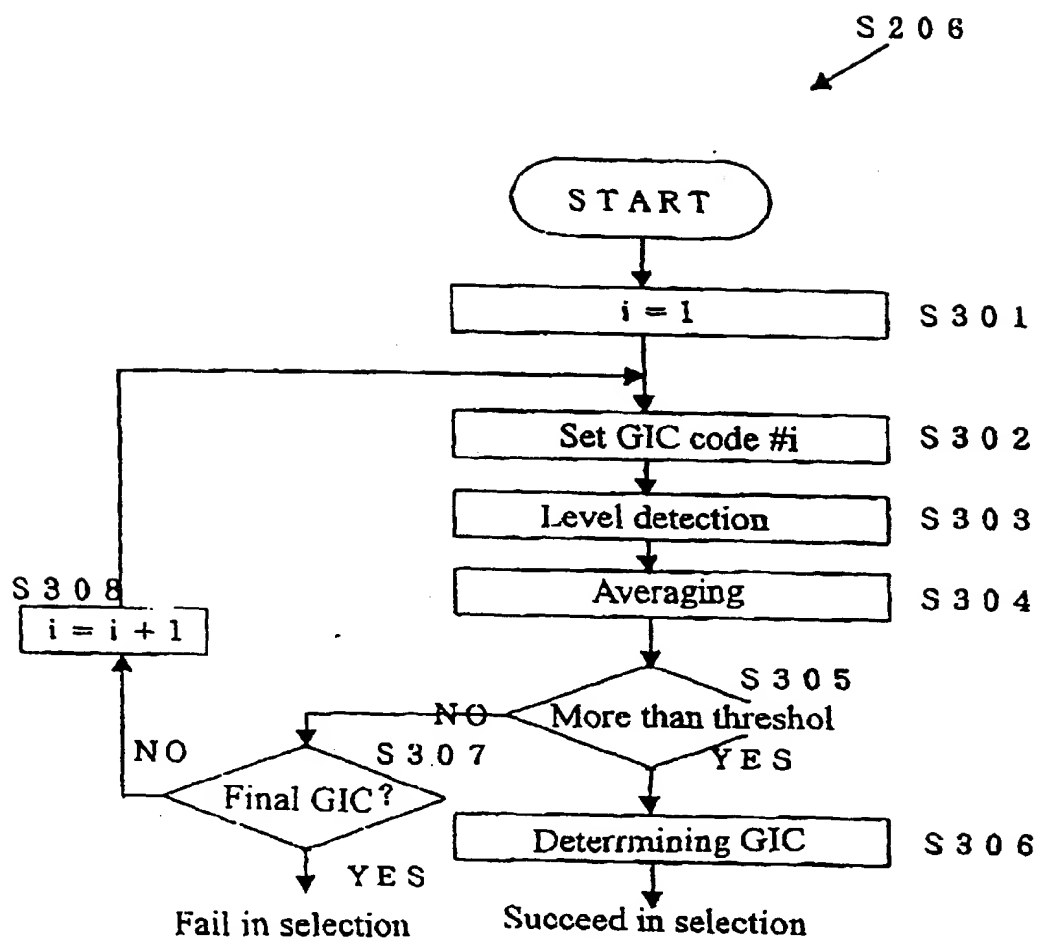 S206
START
i = 1
S301
Set GIC code #i
S302
Level detection
S303
Averaging
S304
S308
i = i + 1
S305
More than threshol
NO
YES
S307
NO
Final GIC?
YES
Determining GIC
S306
Fail in selection
Succeed in selection